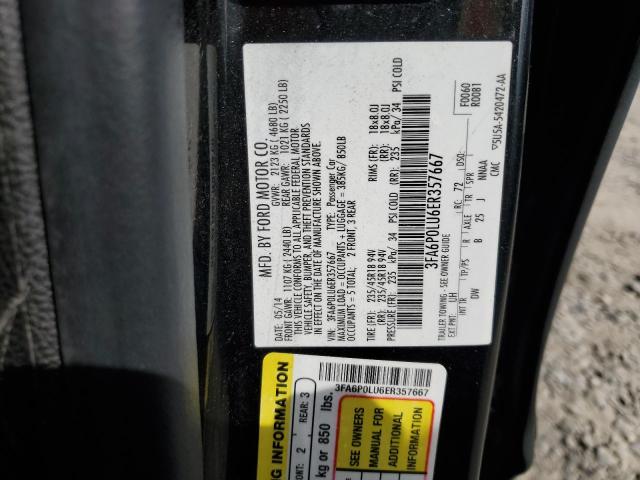 MFD. BY FORD MOTOR CO.
DATE: 05/14 GVWR: 2123 KG ( 4680 LB)
FRONT GAWR: 1107 KG ( 2440 LB) REAR GAWR: 1021 KG ( 2250 LB)
THIS VEHICLE CONFORMS TO ALL APPLICABLE FEDERAL MOTOR
VEHICLE SAFETY, BUMPER, AND THEFT PREVENTION STANDARDS
IN EFFECT ON THE DATE OF MANUFACTURE SHOWN ABOVE.
VIN: 3FA6P0LU6ER357667 TYPE: Passenger Car
MAXIMUM LOAD = OCCUPANTS + LUGGAGE = 385KG/ 850LB
OCCUPANTS = 5 TOTAL: 2 FRONT, 3 REAR
TIRE (FR): 235/45R18 94V RIMS (FR): 18x8.0J
(RR): 235/45R18 94V (RR): 18x8.0J
PRESSURE (FR): 235 kPa/ 34 PSI COLD (RR): 235 kPa/ 34 PSI COLD
3FA6P0LU6ER357667
TRAILER TOWING - SEE OWNER GUIDE F0060
RC: 72 DSO: R0081
EXT PNT: UH
INT TR TP/PS R AXLE TR SPR
DW B 25 J NNAA
CMC 5U5A-5420472-AA
3FA6P0LU6ER357667
NG INFORMATION
ONT: 2 REAR: 3
kg or 850 lbs.
SEE OWNERS
MANUAL FOR
ADDITIONAL
INFORMATION